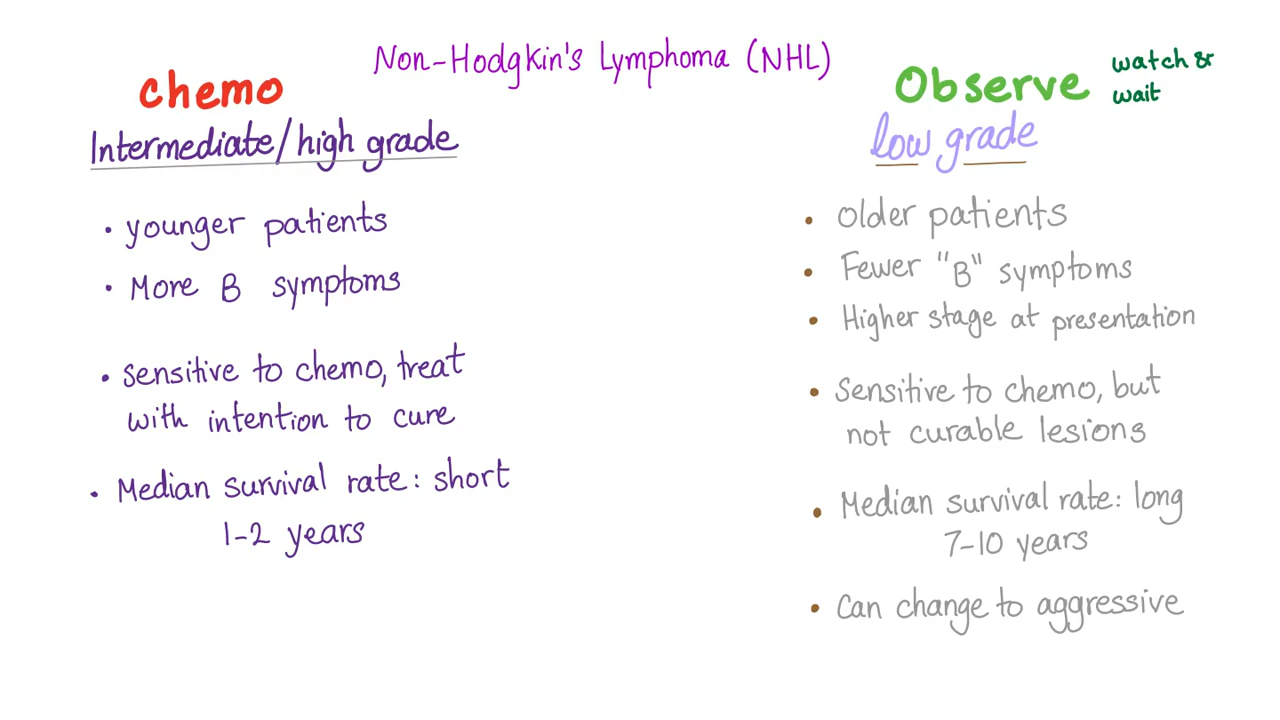 Non-Hodgkin's Lymphoma (NHL)
chemo
Intermediate/high grade
• younger patients
• More B symptoms
• sensitive to chemo, treat
with intention to cure
• Median survival rate: short
1-2 years
Observe
watch &
wait
low grade
• Older patients
• Fewer "B" symptoms
• Higher stage at presentation
• Sensitive to chemo, but
not curable lesions
• Median survival rate: long
7-10 years
• Can change to aggressive